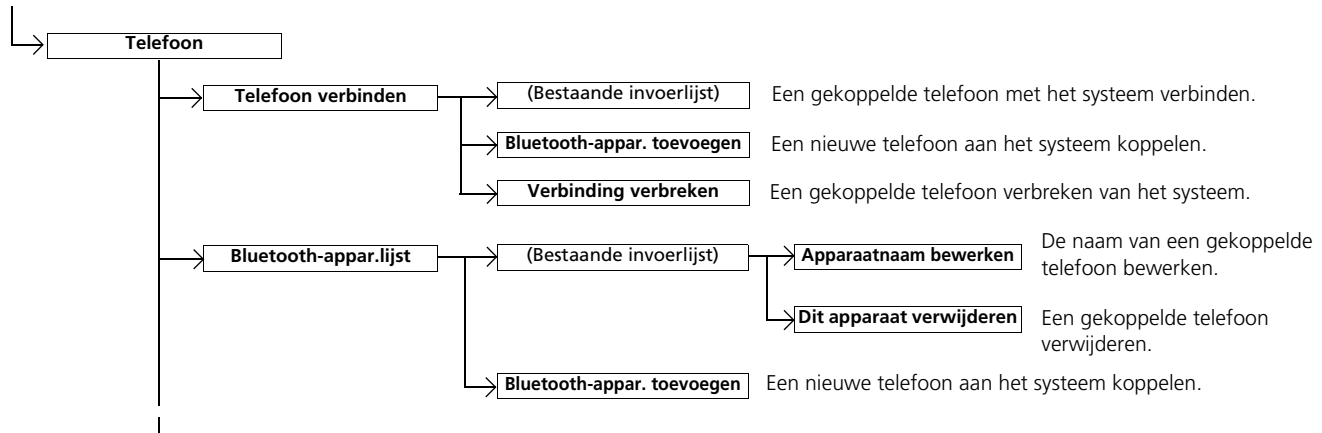 Telefoon
Telefoon verbinden
(Bestaande invoerlijst)
Een gekoppelde telefoon met het systeem verbinden.
Bluetooth-appar. toevoegen
Een nieuwe telefoon aan het systeem koppelen.
Verbinding verbreken
Een gekoppelde telefoon verbreken van het systeem.
Bluetooth-appar.lijst
(Bestaande invoerlijst)
Apparaatnaam bewerken
De naam van een gekoppelde
telefoon bewerken.
Dit apparaat verwijderen
Een gekoppelde telefoon
verwijderen.
Bluetooth-appar. toevoegen
Een nieuwe telefoon aan het systeem koppelen.